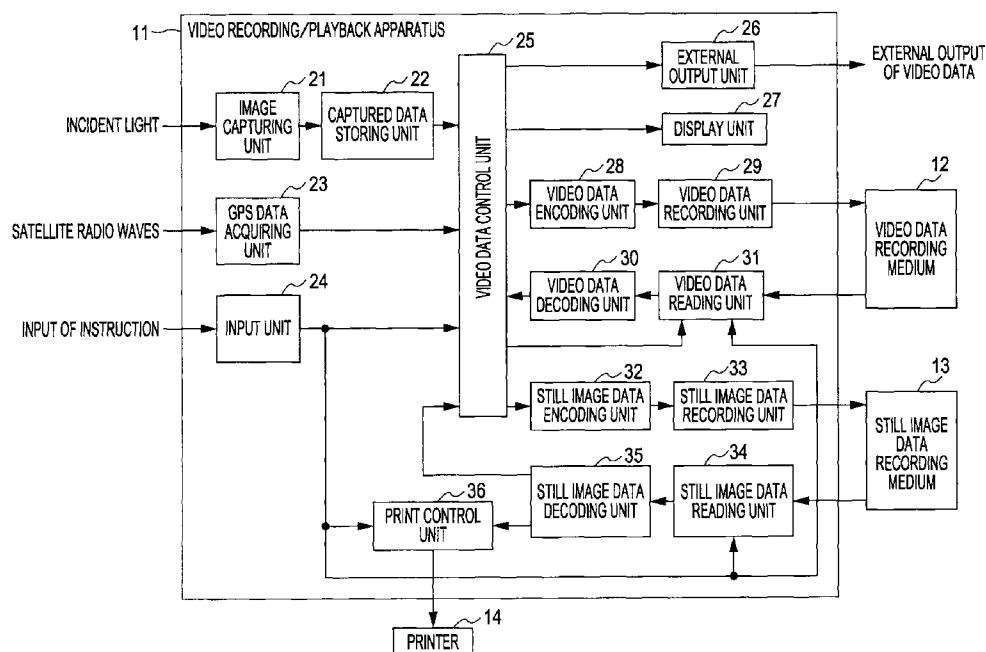 11
VIDEO RECORDING/PLAYBACK APPARATUS
25
26
EXTERNAL
OUTPUT UNIT
EXTERNAL OUTPUT
OF VIDEO DATA
21
22
INCIDENT LIGHT
IMAGE
CAPTURING
UNIT
CAPTURED DATA
STORING UNIT
27
DISPLAY UNIT
VIDEO DATA CONTROL UNIT
23
28
29
12
SATELLITE RADIO WAVES
GPS DATA
ACQUIRING
UNIT
VIDEO DATA
ENCODING UNIT
VIDEO DATA
RECORDING UNIT
VIDEO DATA
RECORDING
MEDIUM
24
30
31
INPUT OF INSTRUCTION
INPUT UNIT
VIDEO DATA
DECODING UNIT
VIDEO DATA
READING UNIT
32
33
13
STILL IMAGE DATA
ENCODING UNIT
STILL IMAGE DATA
RECORDING UNIT
STILL IMAGE
DATA
RECORDING
MEDIUM
36
35
34
PRINT CONTROL
UNIT
STILL IMAGE DATA
DECODING UNIT
STILL IMAGE DATA
READING UNIT
14
PRINTER